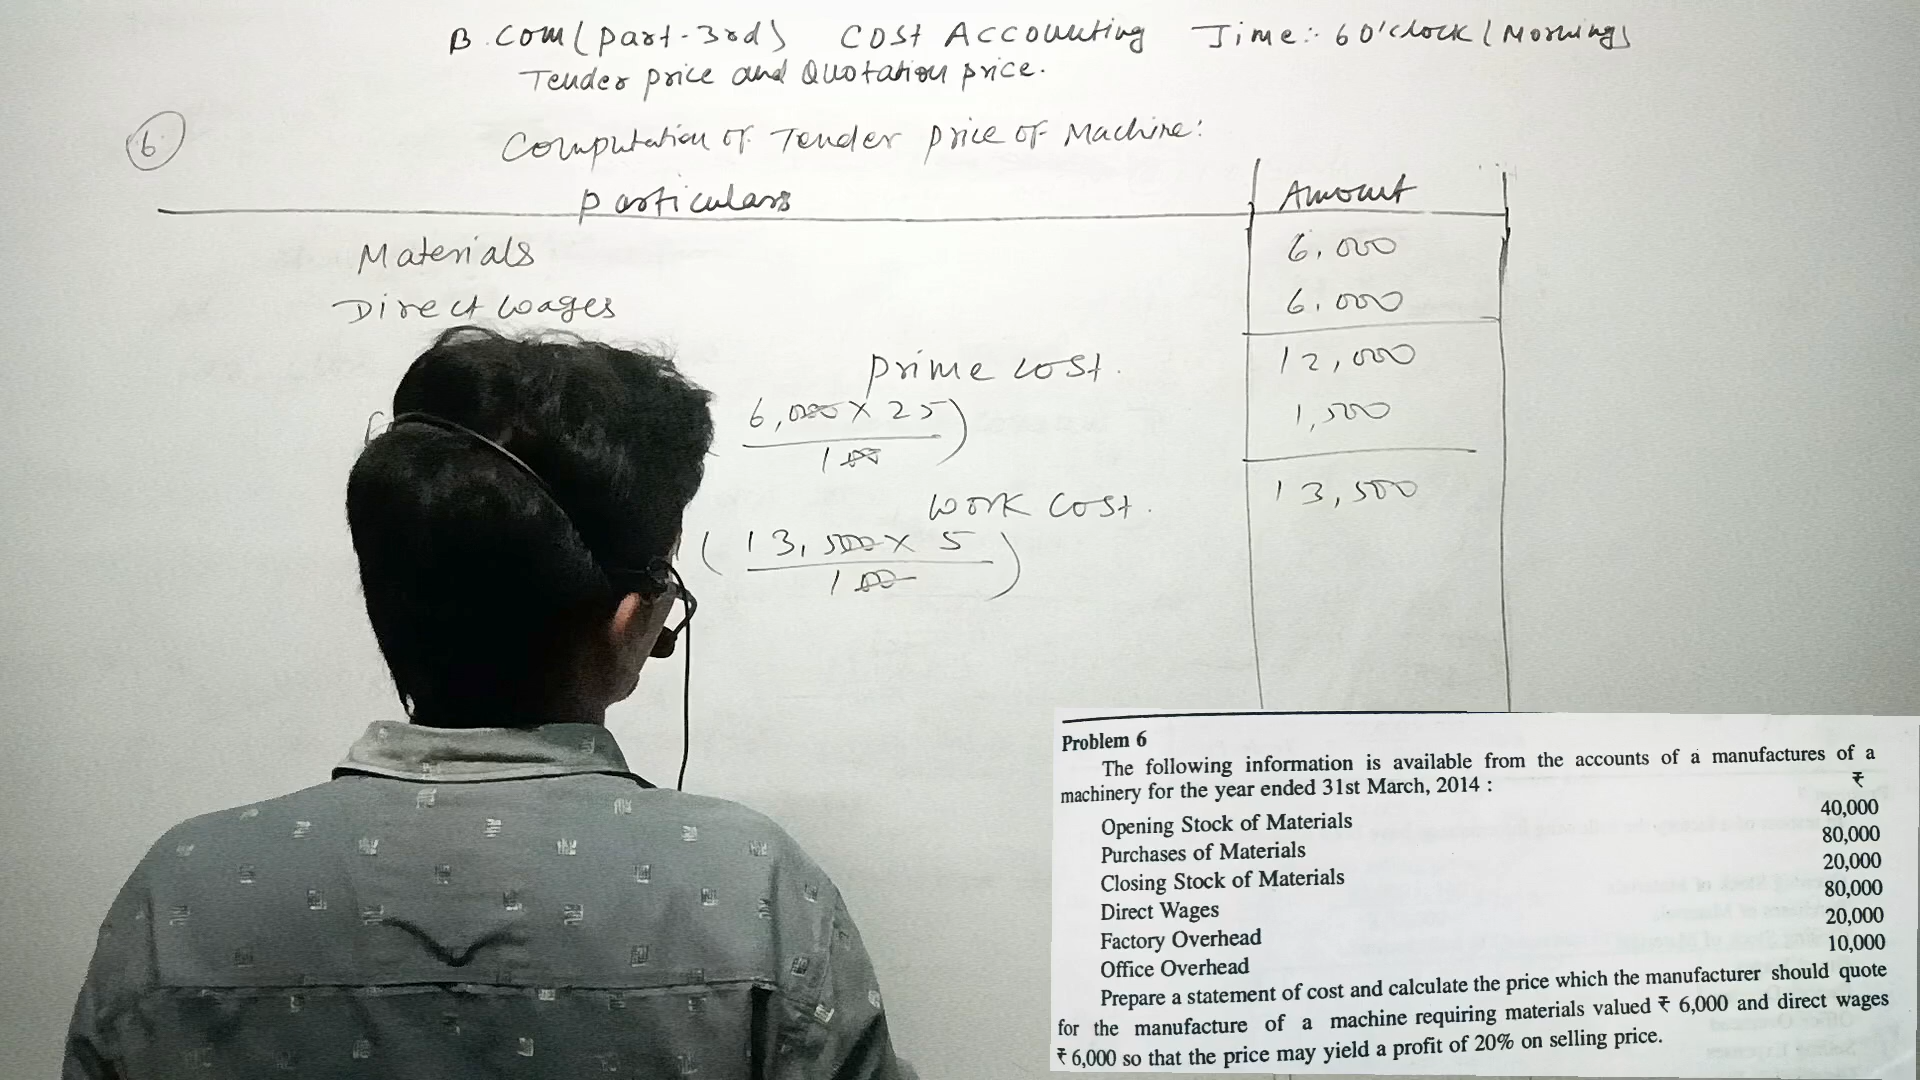 B.Com (Part-3rd) Cost Accounting Time:- 6 O'clock (Morning)
Tender price and Quotation price.
6
Computation of Tender price of Machine:
Particulars Amount
Materials 6,000
Direct Wages 6,000
Prime Cost. 12,000
F
6,000 × 25 1,500
100)
Work Cost. 13,500
(13,500 × 5
100)
Problem 6
The following information is available from the accounts of a manufactures of a
machinery for the year ended 31st March, 2014 :
₹
Opening Stock of Materials 40,000
Purchases of Materials 80,000
Closing Stock of Materials 20,000
Direct Wages 80,000
Factory Overhead 20,000
Office Overhead 10,000
Prepare a statement of cost and calculate the price which the manufacturer should quote
for the manufacture of a machine requiring materials valued ₹ 6,000 and direct wages
₹ 6,000 so that the price may yield a profit of 20% on selling price.